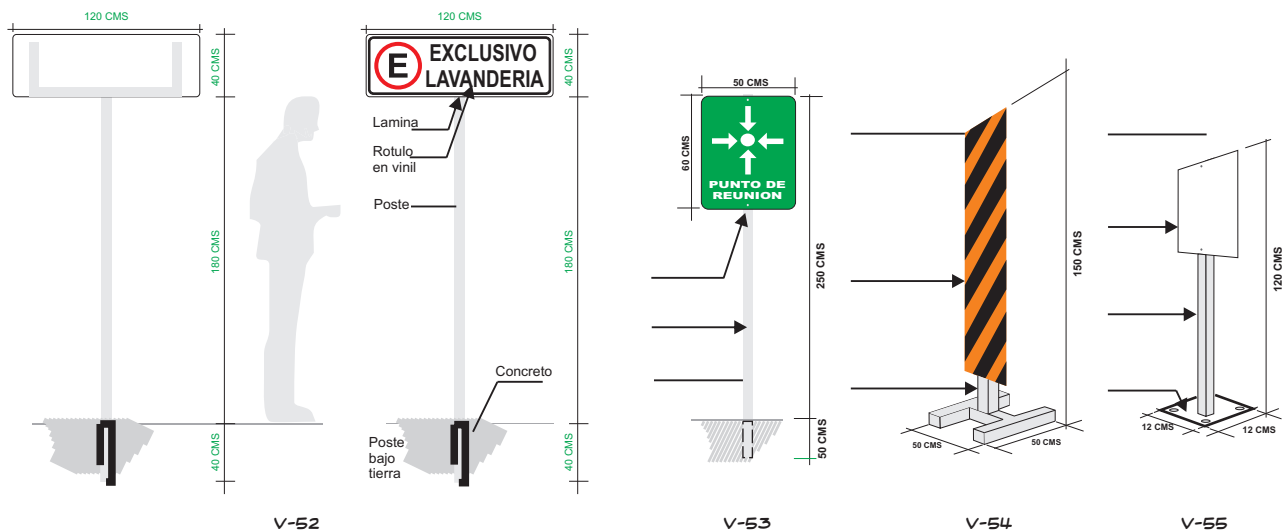 120 CMS
40 CMS
180 CMS
40 CMS
120 CMS
E
EXCLUSIVO
LAVANDERIA
40 CMS
Lamina
Rotulo
en vinil
Poste
180 CMS
Concreto
Poste
bajo
tierra
40 CMS
V-52
50 CMS
60 CMS
PUNTO DE
REUNION
250 CMS
50 CMS
V-53
150 CMS
50 CMS
50 CMS
V-54
120 CMS
12 CMS
12 CMS
V-55